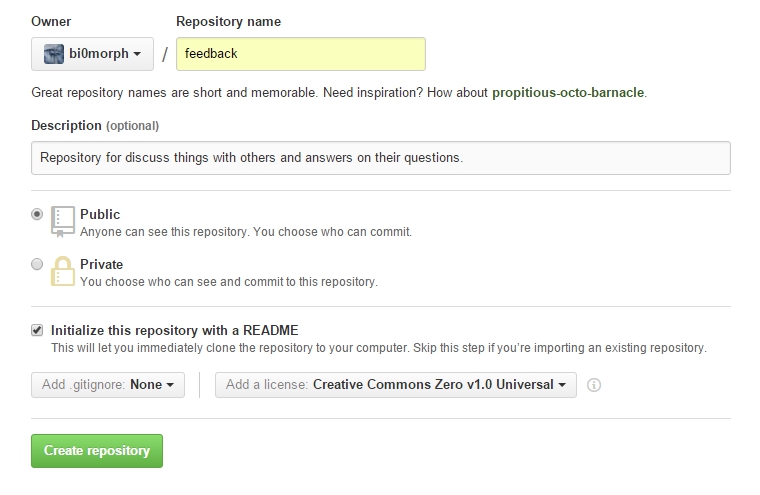 Owner Repository name
bi0morph / feedback
Great repository names are short and memorable. Need inspiration? How about propitious-octo-barnacle.
Description (optional)
Repository for discuss things with others and answers on their questions.
Public
Anyone can see this repository. You choose who can commit.
Private
You choose who can see and commit to this repository.
Initialize this repository with a README
This will let you immediately clone the repository to your computer. Skip this step if you're importing an existing repository.
Add .gitignore: None Add a license: Creative Commons Zero v1.0 Universal
Create repository